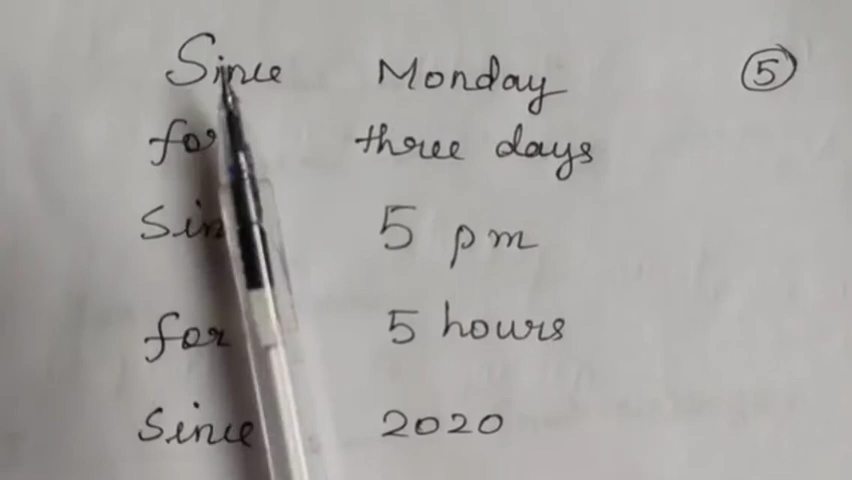 Since Monday 5
for three days
Sin 5 pm
for 5 hours
Since 2020